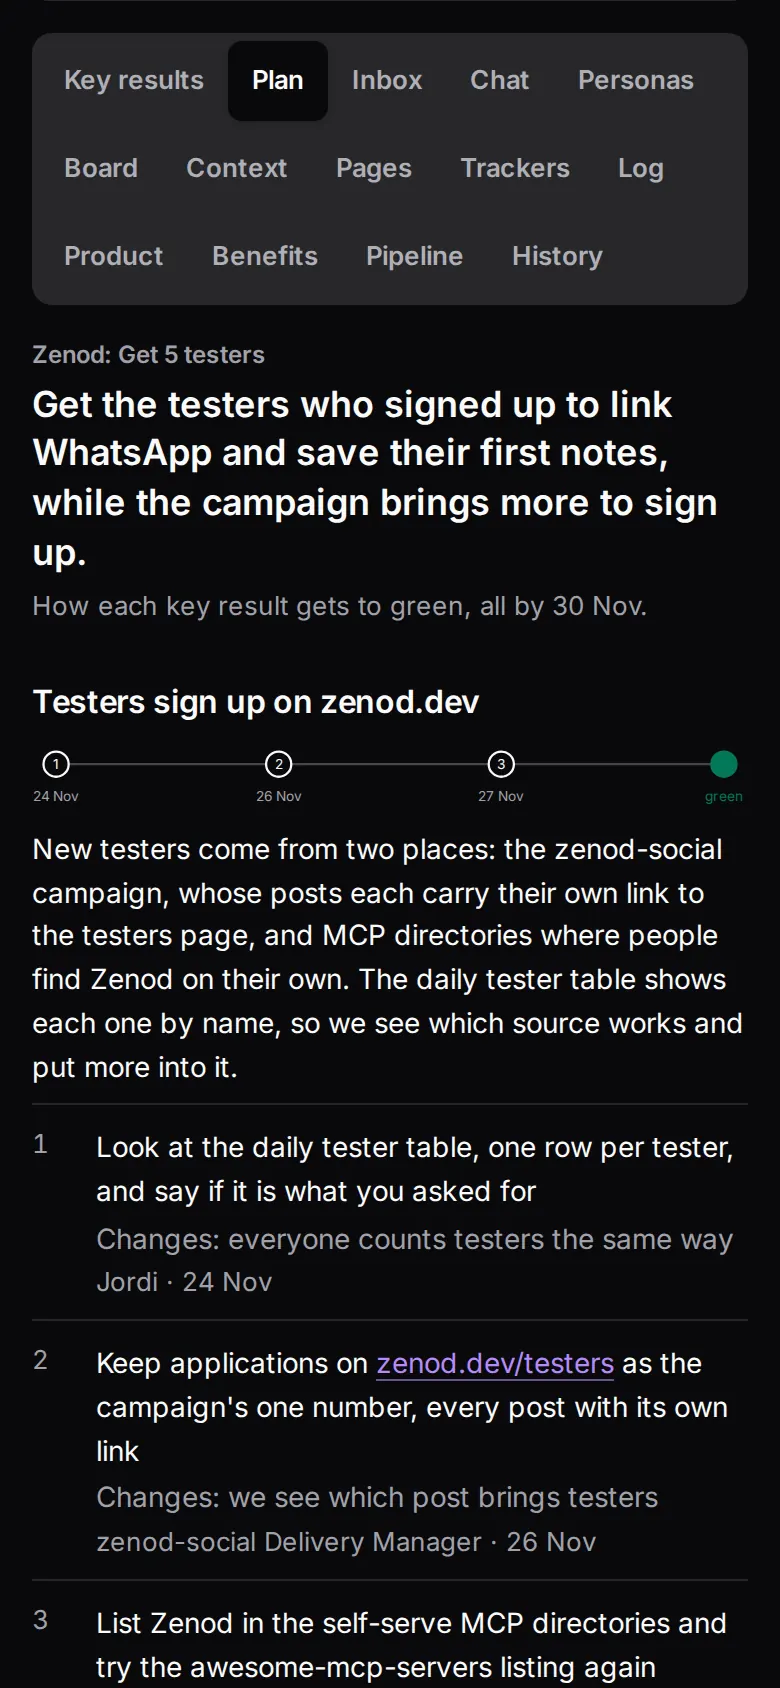 Key results Plan Inbox Chat Personas
Board Context Pages Trackers Log
Product Benefits Pipeline History
Zenod: Get 5 testers
Get the testers who signed up to link
WhatsApp and save their first notes,
while the campaign brings more to sign
up.
How each key result gets to green, all by 30 Nov.
Testers sign up on zenod.dev
1 2 3
24 Nov 26 Nov 27 Nov green
New testers come from two places: the zenod-social
campaign, whose posts each carry their own link to
the testers page, and MCP directories where people
find Zenod on their own. The daily tester table shows
each one by name, so we see which source works and
put more into it.
1 Look at the daily tester table, one row per tester,
and say if it is what you asked for
Changes: everyone counts testers the same way
Jordi · 24 Nov
2 Keep applications on zenod.dev/testers as the
campaign's one number, every post with its own
link
Changes: we see which post brings testers
zenod-social Delivery Manager · 26 Nov
3 List Zenod in the self-serve MCP directories and
try the awesome-mcp-servers listing again